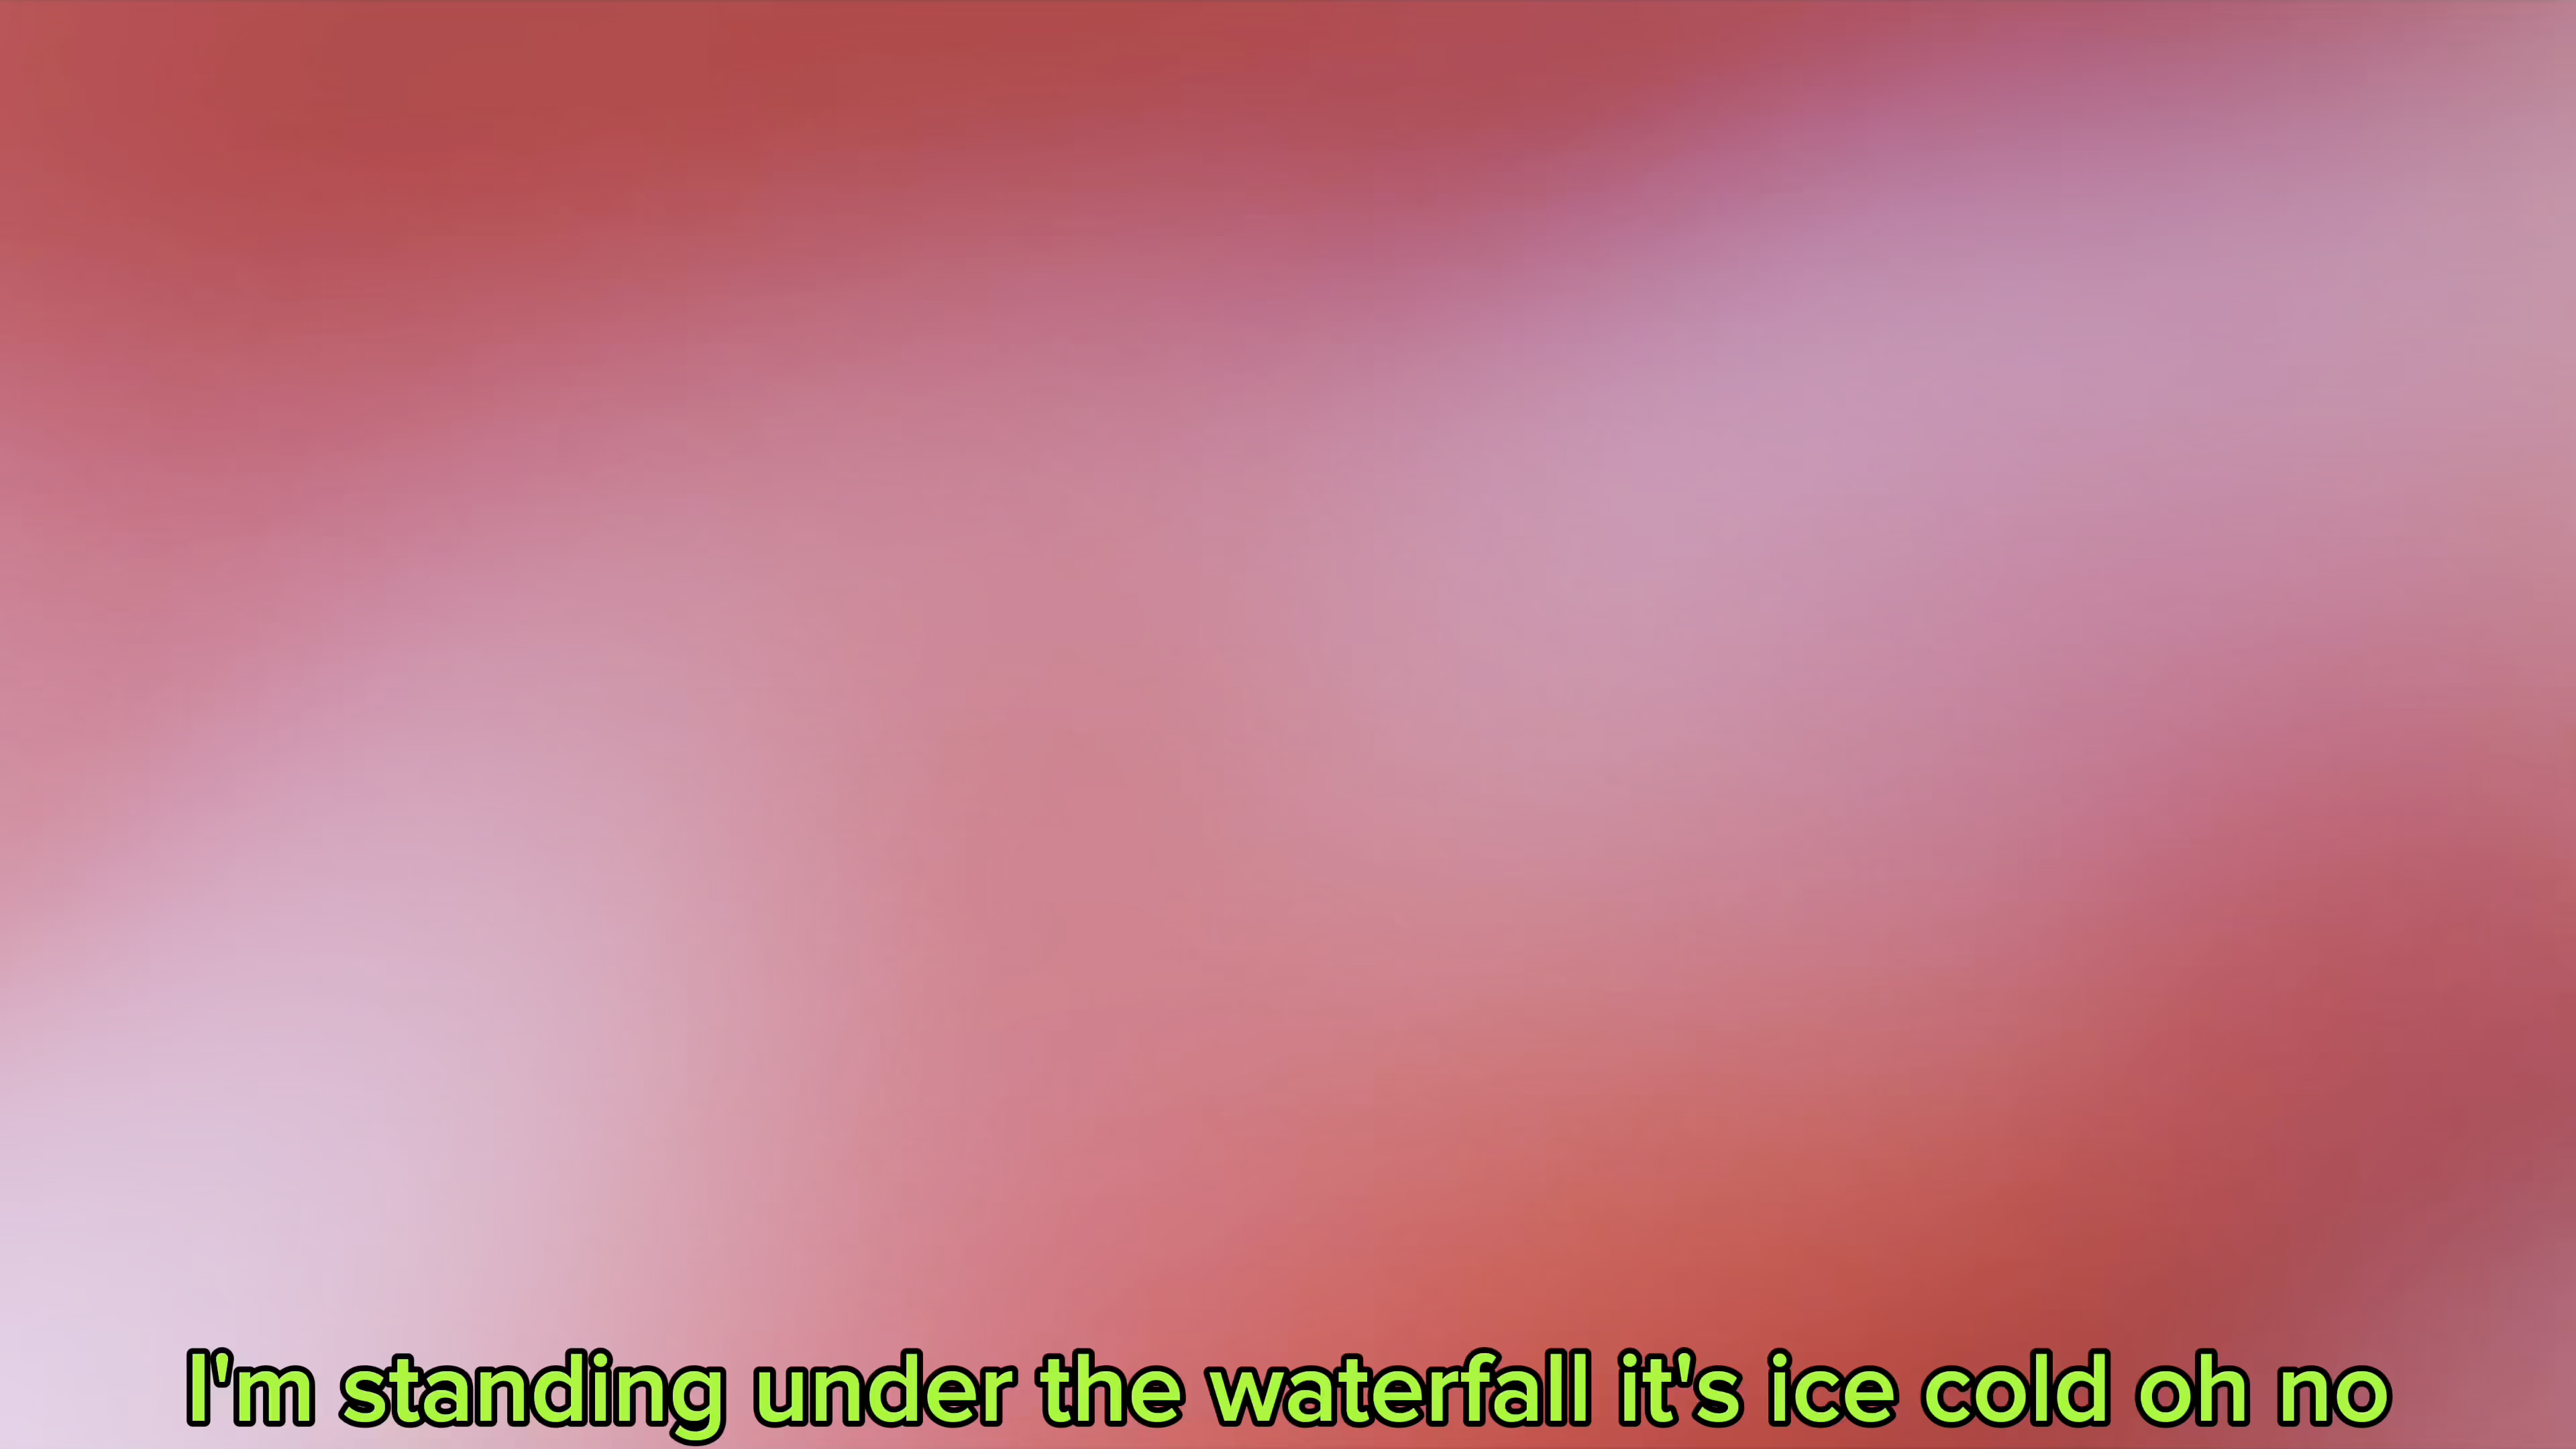 I'm standing under the waterfall it's ice cold oh no